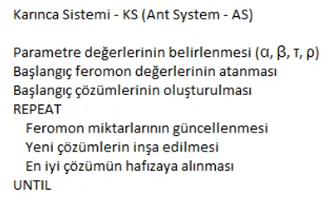 Karınca Sistemi - KS (Ant System - AS)
Parametre değerlerinin belirlenmesi (α, β, τ, ρ)
Başlangıç feromon değerlerinin atanması
Başlangıç çözümlerinin oluşturulması
REPEAT
Feromon miktarlarının güncellenmesi
Yeni çözümlerin inşa edilmesi
En iyi çözümün hafızaya alınması
UNTIL